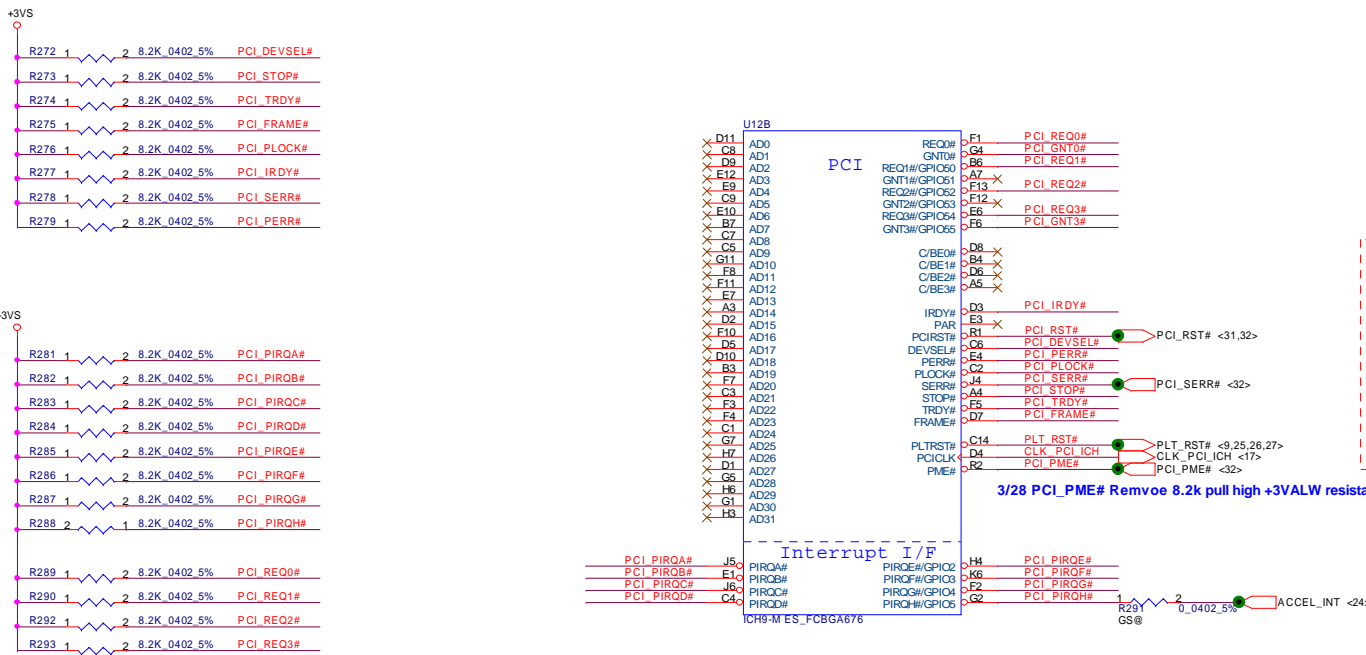 +3VS
R272 1 2 8.2K_0402_5% PCI_DEVSEL#
R273 1 2 8.2K_0402_5% PCI_STOP#
R274 1 2 8.2K_0402_5% PCI_TRDY#
R275 1 2 8.2K_0402_5% PCI_FRAME#
R276 1 2 8.2K_0402_5% PCI_PLOCK#
R277 1 2 8.2K_0402_5% PCI_IRDY#
R278 1 2 8.2K_0402_5% PCI_SERR#
R279 1 2 8.2K_0402_5% PCI_PERR#
+3VS
R281 1 2 8.2K_0402_5% PCI_PIRQA#
R282 1 2 8.2K_0402_5% PCI_PIRQB#
R283 1 2 8.2K_0402_5% PCI_PIRQC#
R284 1 2 8.2K_0402_5% PCI_PIRQD#
R285 1 2 8.2K_0402_5% PCI_PIRQE#
R286 1 2 8.2K_0402_5% PCI_PIRQF#
R287 1 2 8.2K_0402_5% PCI_PIRQG#
R288 2 1 8.2K_0402_5% PCI_PIRQH#
R289 1 2 8.2K_0402_5% PCI_REQ0#
R290 1 2 8.2K_0402_5% PCI_REQ1#
R292 1 2 8.2K_0402_5% PCI_REQ2#
R293 1 2 8.2K_0402_5% PCI_REQ3#
U12B
PCI
D11 AD0
C8 AD1
D9 AD2
E12 AD3
E9 AD4
C9 AD5
E10 AD6
B7 AD7
C7 AD8
C5 AD9
G11 AD10
F8 AD11
F11 AD12
E7 AD13
A3 AD14
D2 AD15
F10 AD16
D5 AD17
D10 AD18
B3 AD19
F7 AD20
C3 AD21
F3 AD22
F4 AD23
C1 AD24
G7 AD25
H7 AD26
D1 AD27
G5 AD28
H6 AD29
G1 AD30
H3 AD31
REQ0# F1 PCI_REQ0#
GNT0# G4 PCI_GNT0#
REQ1#/GPIO50 B6 PCI_REQ1#
GNT1#/GPIO51 A7
REQ2#/GPIO52 F13 PCI_REQ2#
GNT2#/GPIO53 F12
REQ3#/GPIO54 E6 PCI_REQ3#
GNT3#/GPIO55 F6 PCI_GNT3#
C/BE0# D8
C/BE1# B4
C/BE2# D6
C/BE3# A5
IRDY# D3 PCI_IRDY#
PAR E3
PCIRST# R1 PCI_RST# PCI_RST# <31,32>
DEVSEL# C6 PCI_DEVSEL#
PERR# E4 PCI_PERR#
PLOCK# C2 PCI_PLOCK#
SERR# J4 PCI_SERR# PCI_SERR# <32>
STOP# A4 PCI_STOP#
TRDY# F5 PCI_TRDY#
FRAME# D7 PCI_FRAME#
PLTRST# C14 PLT_RST# PLT_RST# <9,25,26,27>
PCICLK D4 CLK_PCI_ICH CLK_PCI_ICH <17>
PME# R2 PCI_PME# PCI_PME# <32>
3/28 PCI_PME# Remvoe 8.2k pull high +3VALW resista
Interrupt I/F
PCI_PIRQA# J5 PIRQA# PIRQE#/GPIO2 H4 PCI_PIRQE#
PCI_PIRQB# E1 PIRQB# PIRQF#/GPIO3 K6 PCI_PIRQF#
PCI_PIRQC# J6 PIRQC# PIRQG#/GPIO4 F2 PCI_PIRQG#
PCI_PIRQD# C4 PIRQD# PIRQH#/GPIO5 G2 PCI_PIRQH# 1 2 ACCEL_INT <24>
R291 0_0402_5%
GS@
ICH9-M ES_FCBGA676